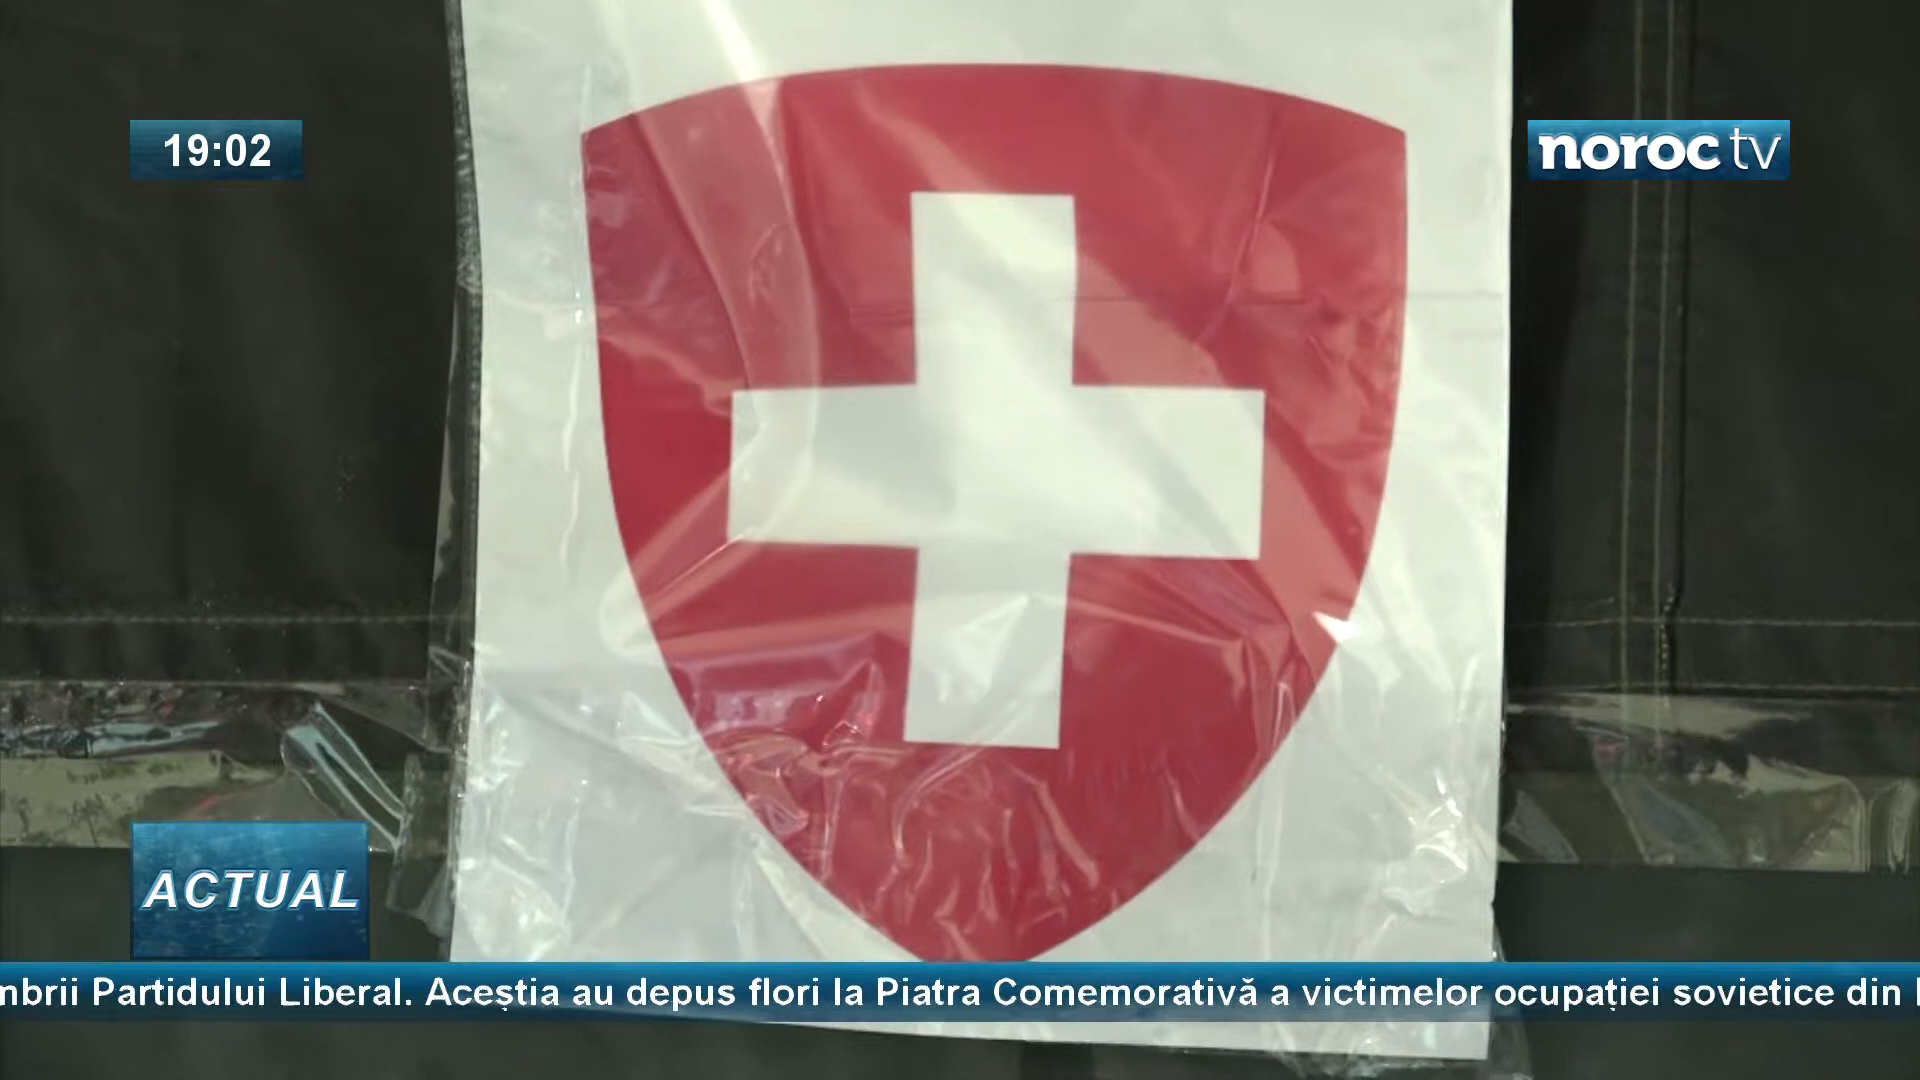 19:02
noroc tv
ACTUAL
mbrii Partidului Liberal. Aceștia au depus flori la Piatra Comemorativă a victimelor ocupației sovietice din